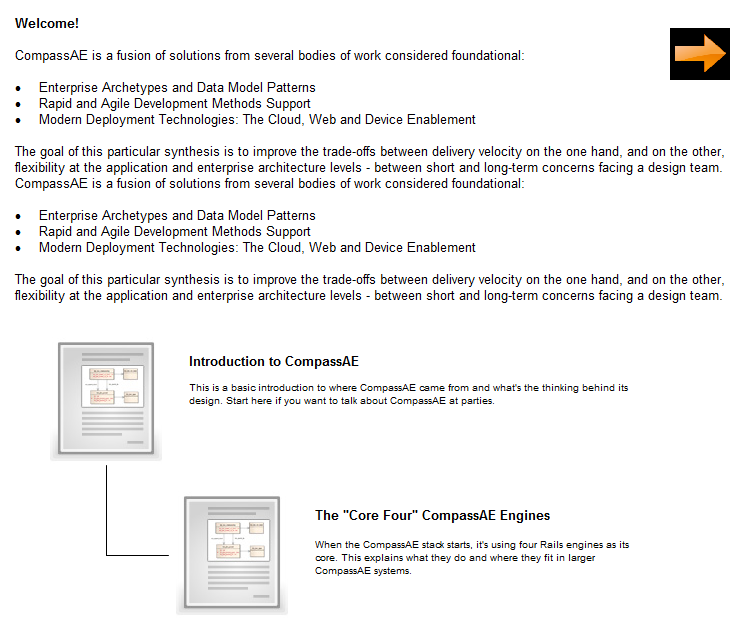 Welcome!
CompassAE is a fusion of solutions from several bodies of work considered foundational:
• Enterprise Archetypes and Data Model Patterns
• Rapid and Agile Development Methods Support
• Modern Deployment Technologies: The Cloud, Web and Device Enablement
The goal of this particular synthesis is to improve the trade-offs between delivery velocity on the one hand, and on the other,
flexibility at the application and enterprise architecture levels - between short and long-term concerns facing a design team.
CompassAE is a fusion of solutions from several bodies of work considered foundational:
• Enterprise Archetypes and Data Model Patterns
• Rapid and Agile Development Methods Support
• Modern Deployment Technologies: The Cloud, Web and Device Enablement
The goal of this particular synthesis is to improve the trade-offs between delivery velocity on the one hand, and on the other,
flexibility at the application and enterprise architecture levels - between short and long-term concerns facing a design team.
Introduction to CompassAE
This is a basic introduction to where CompassAE came from and what's the thinking behind its
design. Start here if you want to talk about CompassAE at parties.
The "Core Four" CompassAE Engines
When the CompassAE stack starts, it's using four Rails engines as its
core. This explains what they do and where they fit in larger
CompassAE systems.